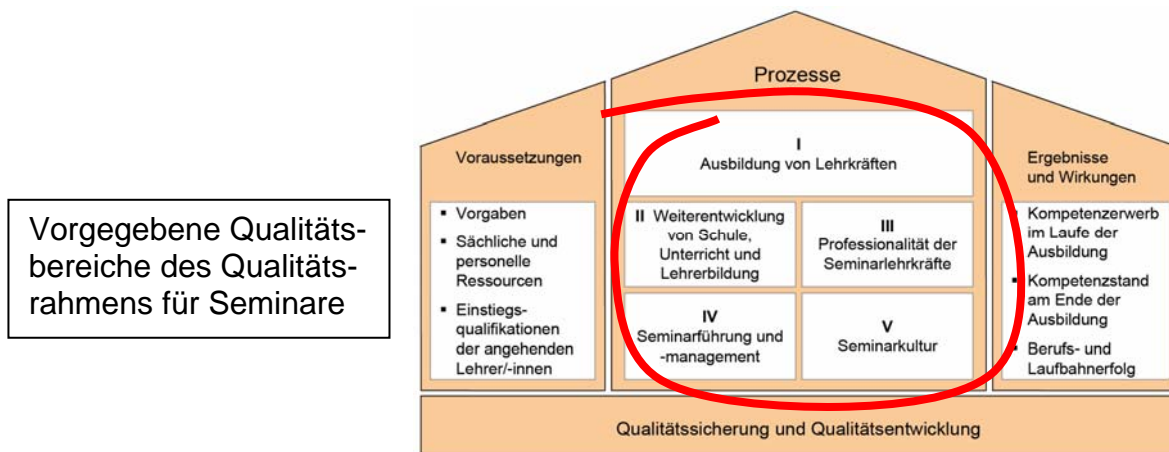 Vorgegebene Qualitäts-
bereiche des Qualitäts-
rahmens für Seminare
Prozesse
Voraussetzungen
▪ Vorgaben
▪ Sächliche und
personelle
Ressourcen
▪ Einstiegs-
qualifikationen
der angehenden
Lehrer/-innen
I
Ausbildung von Lehrkräften
II Weiterentwicklung
von Schule,
Unterricht und
Lehrerbildung
III
Professionalität der
Seminarlehrkräfte
IV
Seminarführung und
-management
V
Seminarkultur
Ergebnisse
und Wirkungen
▪ Kompetenzerwerb
im Laufe der
Ausbildung
▪ Kompetenzstand
am Ende der
Ausbildung
▪ Berufs- und
Laufbahnerfolg
Qualitätssicherung und Qualitätsentwicklung